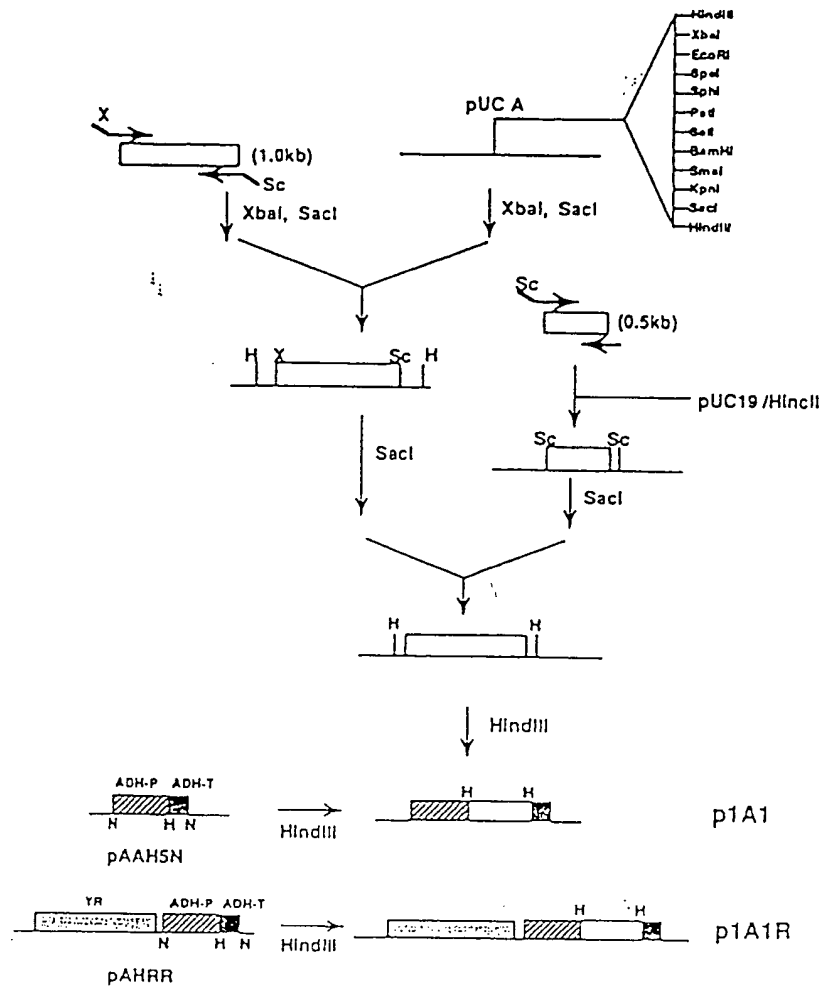 HindIII
XbaI
EcoRI
SpeI
SphI
PstI
SalI
BamHI
SmaI
KpnI
SacI
HindIII
pUC A
X
(1.0kb)
Sc
XbaI, SacI
XbaI, SacI
Sc
(0.5kb)
H X Sc H
pUC19/HincII
SacI
Sc Sc
SacI
H H
HindIII
ADH-P ADH-T
N H N
pAAH5N
HindIII
H H
p1A1
YR ADH-P ADH-T
N H N
pAHRR
HindIII
H H
p1A1R